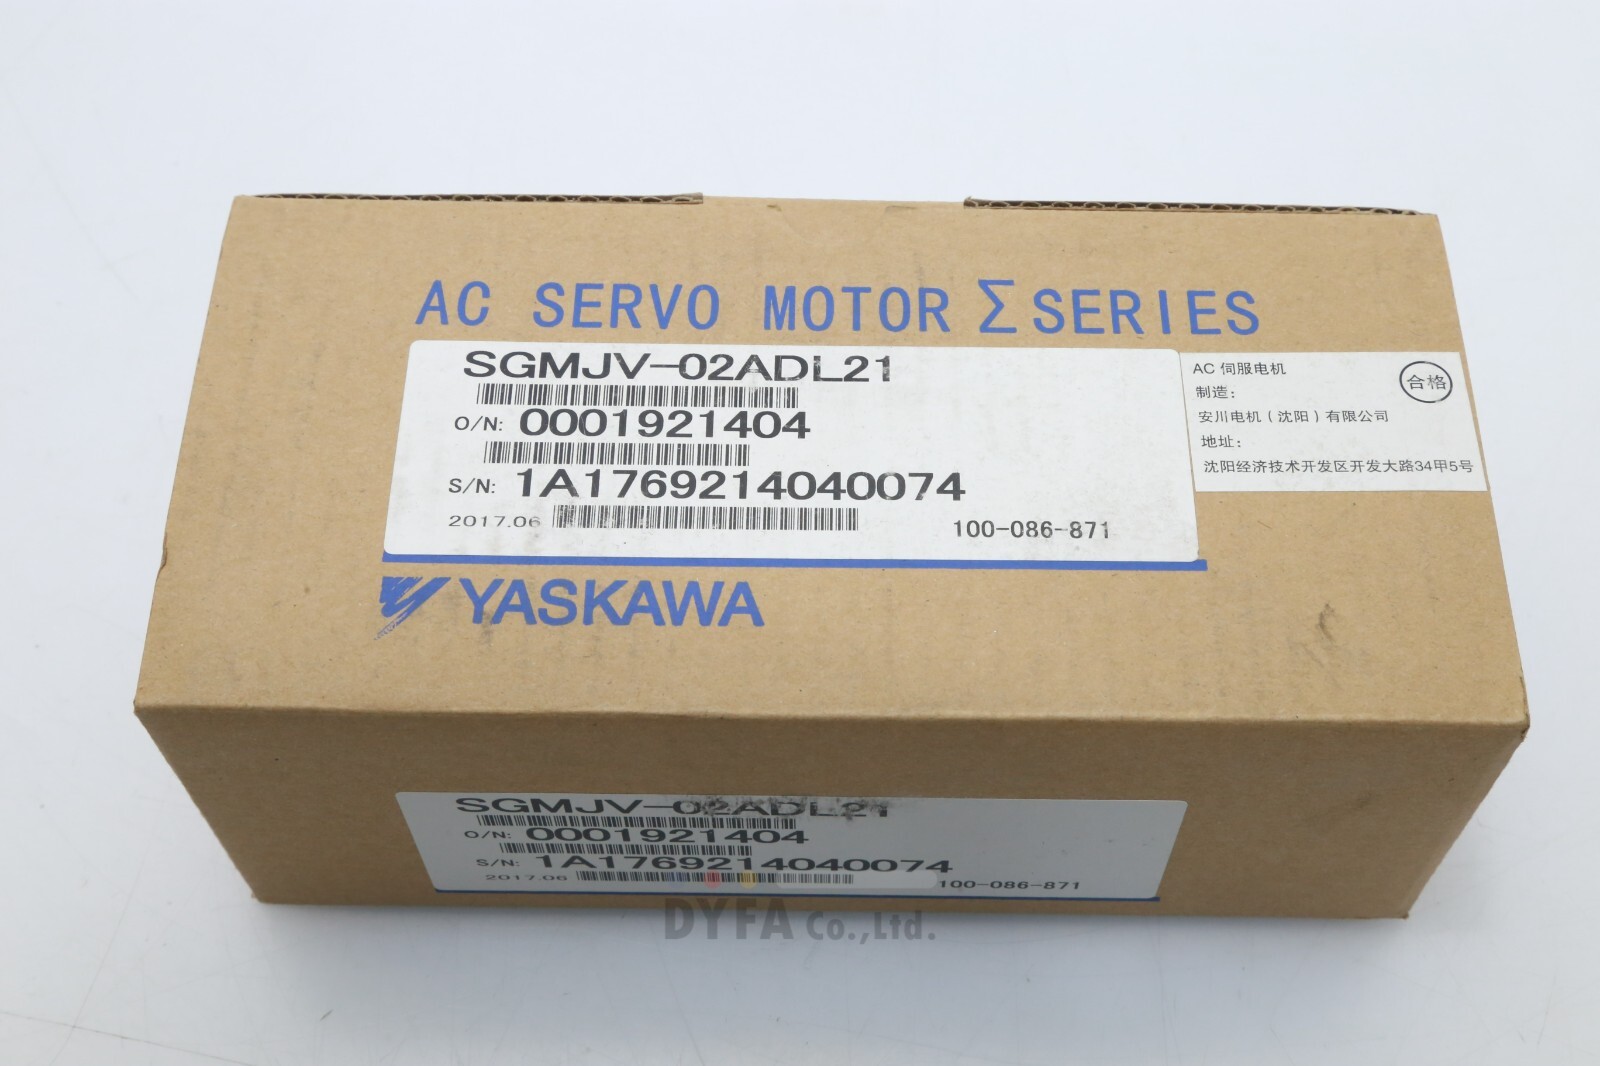 AC SERVO MOTOR Σ SERIES
SGMJV-02ADL21
O/N: 0001921404
S/N: 1A1769214040074
2017.06 100-086-871
AC 伺服电机
合格
制造：
安川电机（沈阳）有限公司
地址：
沈阳经济技术开发区开发大路34甲5号
YASKAWA
SGMJV-02ADL21
O/N: 0001921404
S/N: 1A1769214040074
2017.06 100-086-871
DYFA Co.,Ltd.